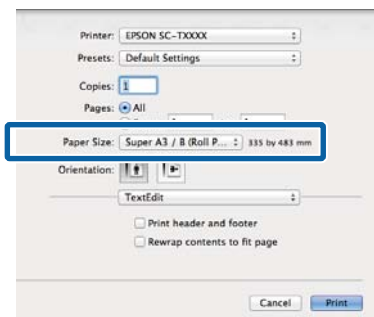 Printer: EPSON SC-TXXXX
Presets: Default Settings
Copies: 1
Pages: All
Paper Size: Super A3 / B (Roll P... 335 by 483 mm
Orientation:
TextEdit
Print header and footer
Rewrap contents to fit page
Cancel Print